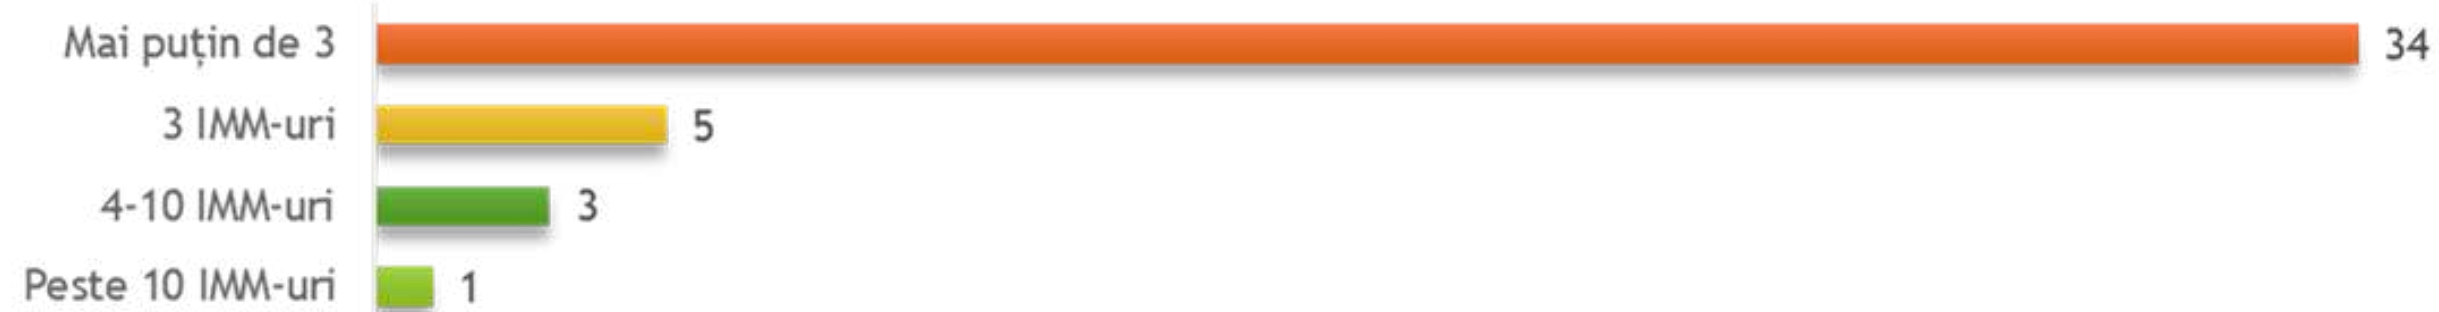 Mai puțin de 3 34
3 IMM-uri 5
4-10 IMM-uri 3
Peste 10 IMM-uri 1